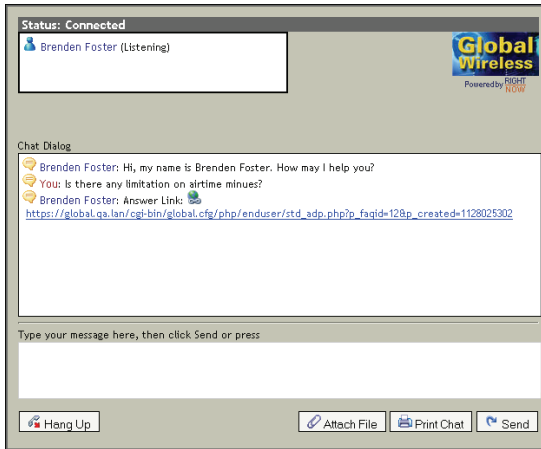 Status: Connected
Brenden Foster (Listening)
Global
Wireless
Powered by RIGHT
NOW
Chat Dialog
Brenden Foster: Hi, my name is Brenden Foster. How may I help you?
You: Is there any limitation on airtime minues?
Brenden Foster: Answer Link:
https://global.qa.lan/cgi-bin/global.cfg/php/enduser/std_adp.php?p_faqid=12&p_created=1128025302
Type your message here, then click Send or press
Hang Up
Attach File
Print Chat
Send